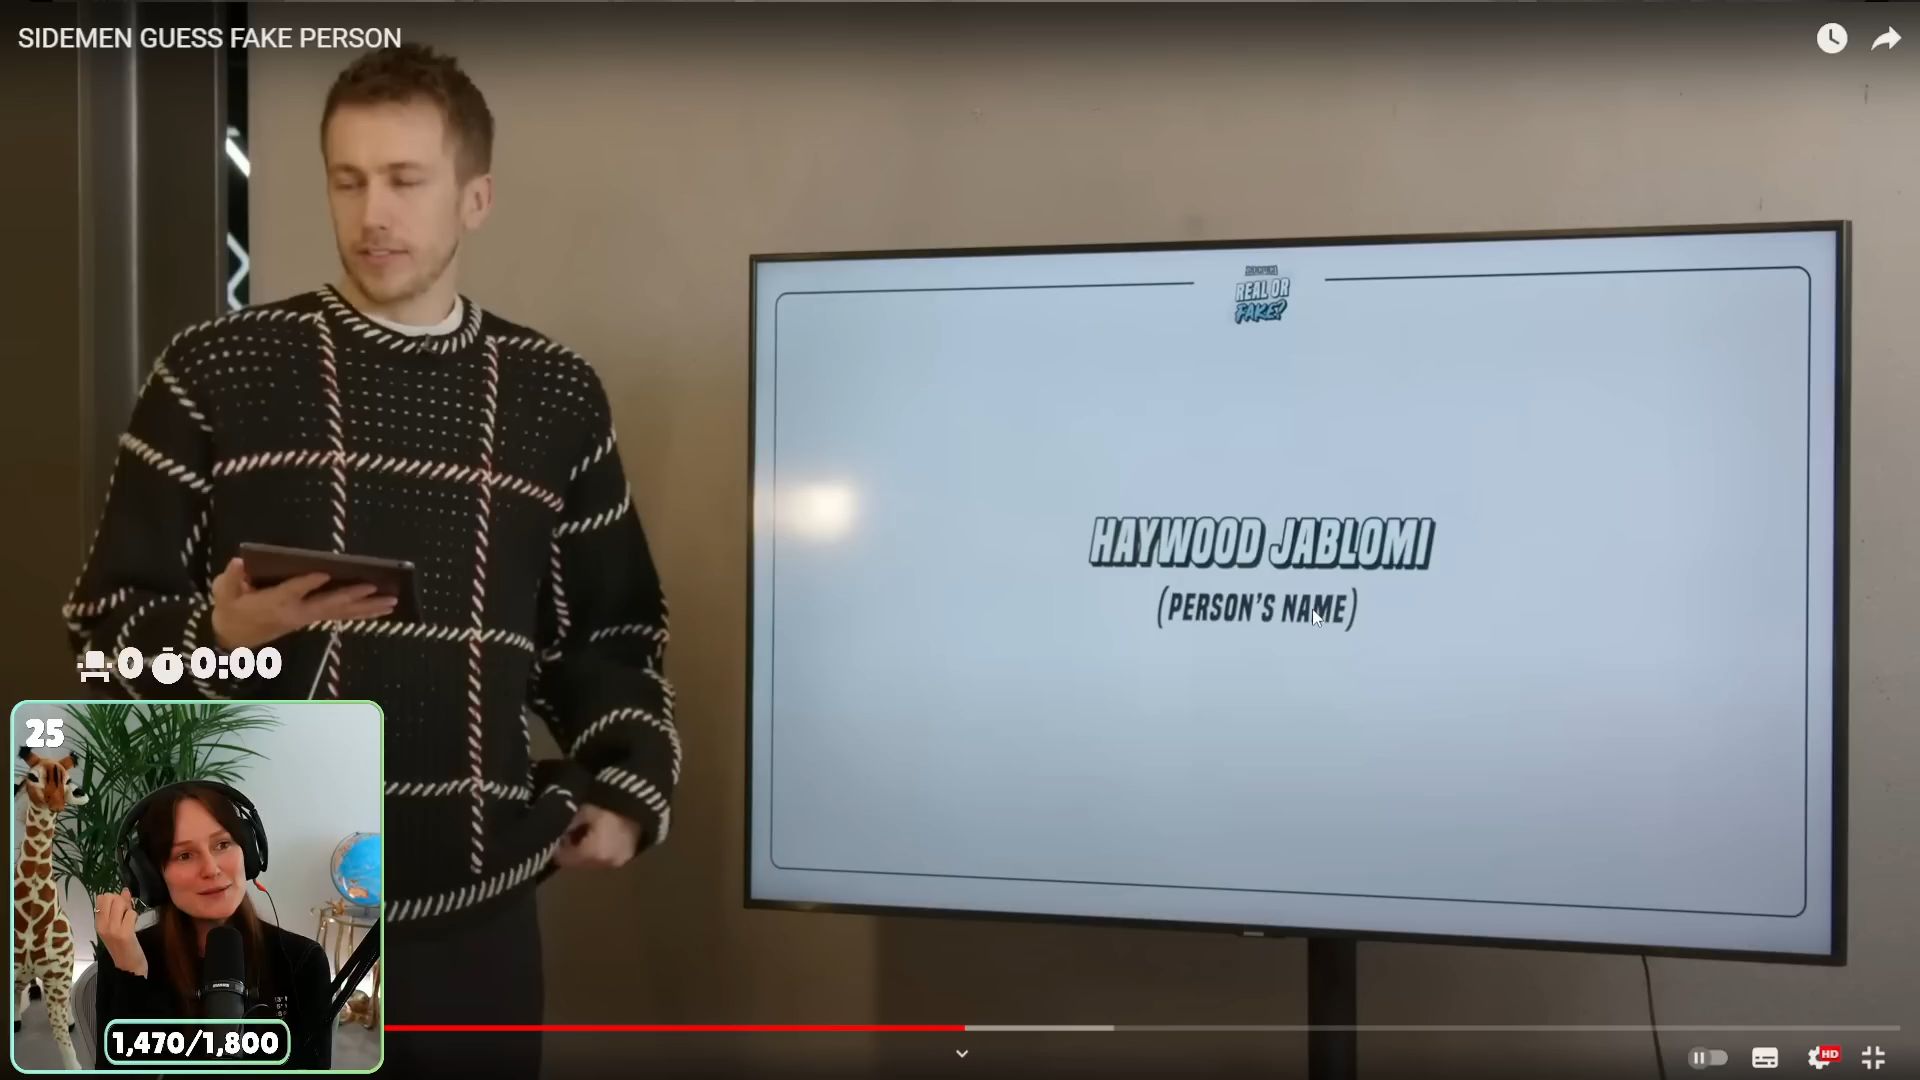 SIDEMEN GUESS FAKE PERSON
REAL OR
FAKE?
HAYWOOD JABLOMI
(PERSON'S NAME)
0 0:00
25
1,470/1,800
HD